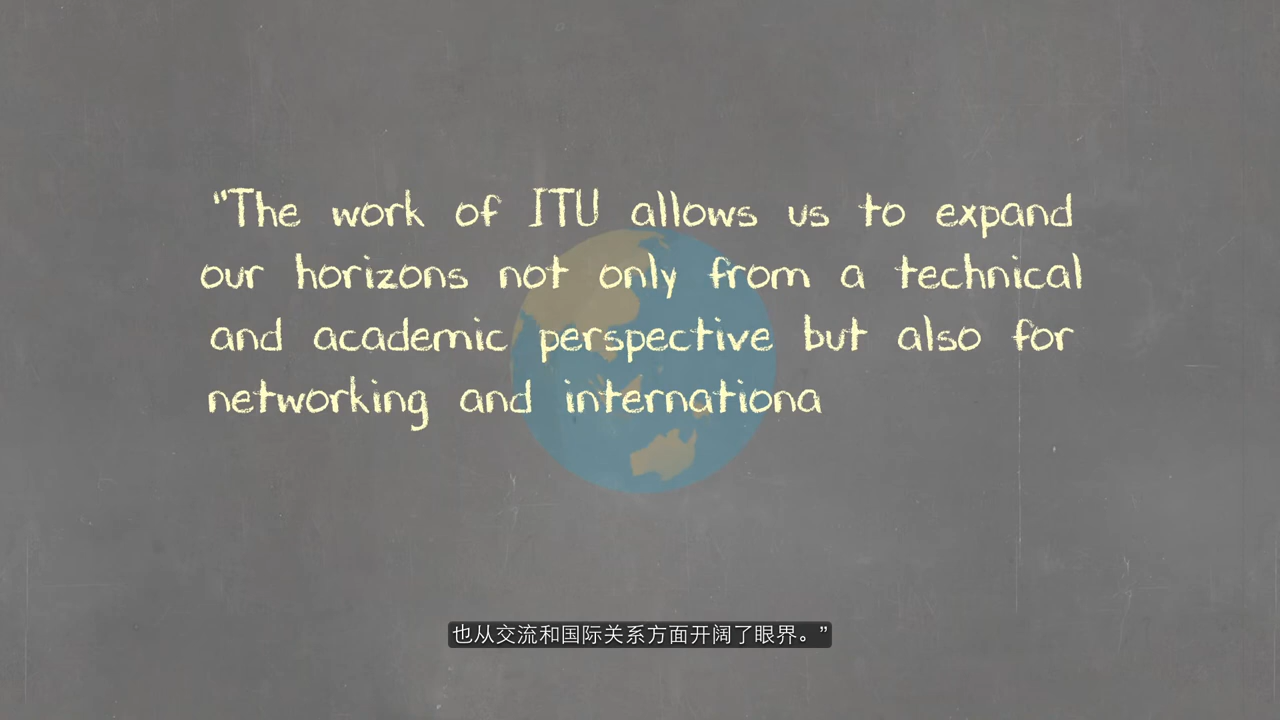 "The work of ITU allows us to expand
our horizons not only from a technical
and academic perspective but also for
networking and internationa
也从交流和国际关系方面开阔了眼界。”